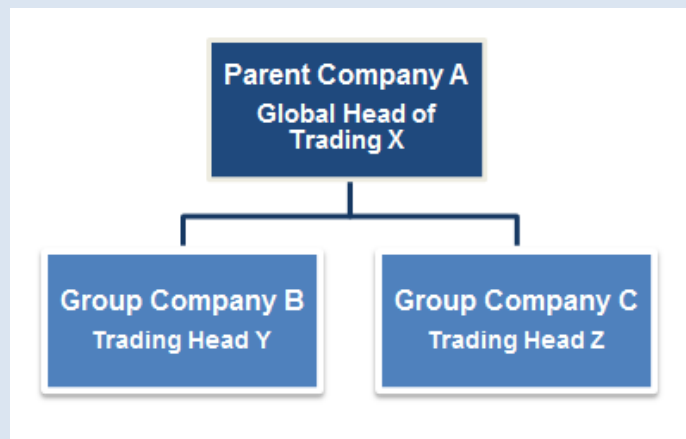 Parent Company A
Global Head of
Trading X
Group Company B
Trading Head Y
Group Company C
Trading Head Z